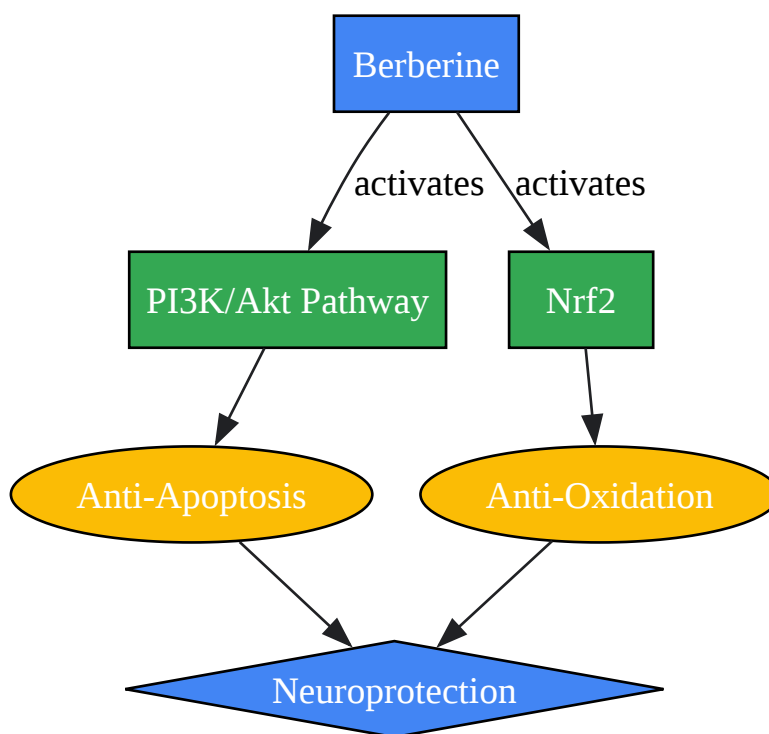 Berberine
activates
activates
PI3K/Akt Pathway
Nrf2
Anti-Apoptosis
Anti-Oxidation
Neuroprotection